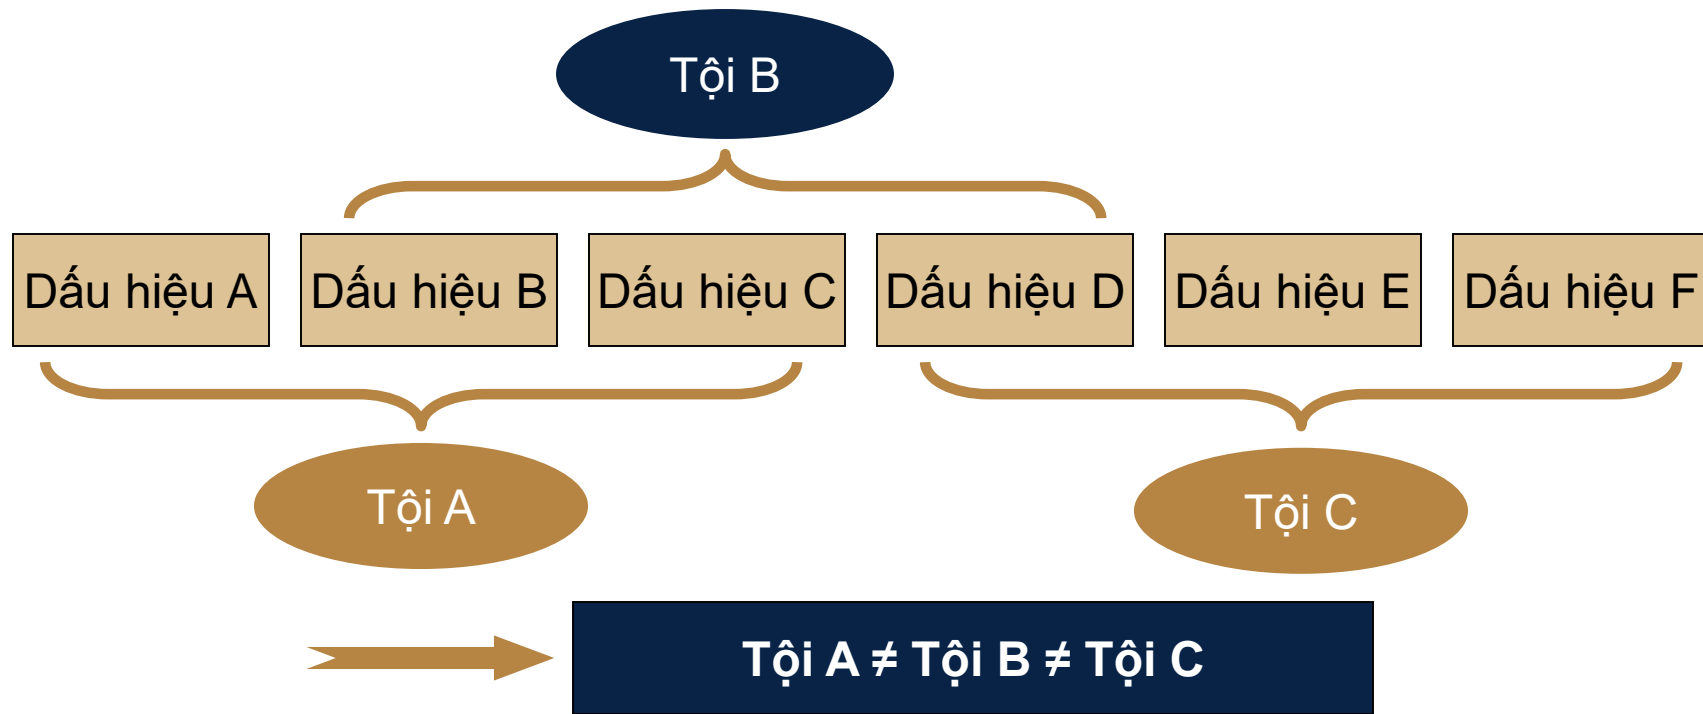 Tội B
Dấu hiệu A
Dấu hiệu B
Dấu hiệu C
Dấu hiệu D
Dấu hiệu E
Dấu hiệu F
Tội A
Tội C
Tội A ≠ Tội B ≠ Tội C